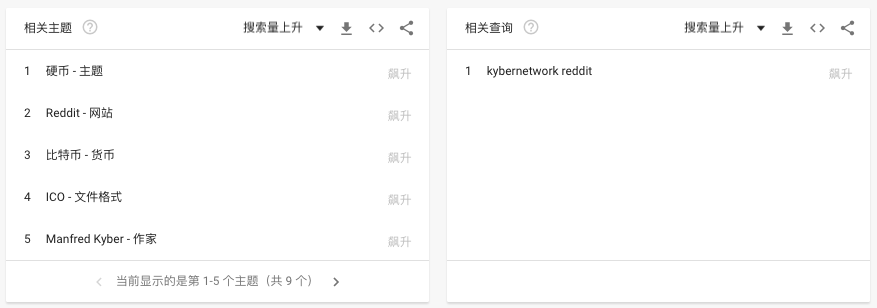 相关主题
搜索量上升
1 硬币 - 主题 飙升
2 Reddit - 网站 飙升
3 比特币 - 货币 飙升
4 ICO - 文件格式 飙升
5 Manfred Kyber - 作家 飙升
当前显示的是第 1-5 个主题（共 9 个）
相关查询
搜索量上升
1 kybernetwork reddit 飙升